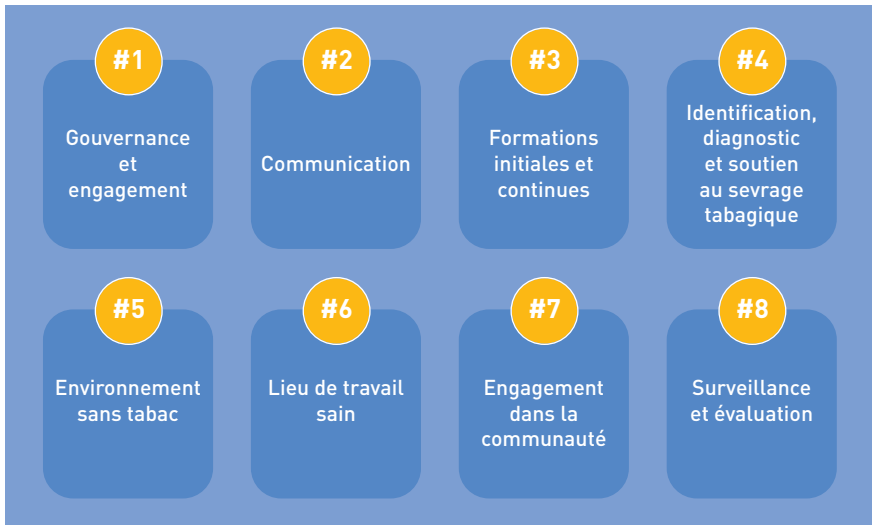 #1
Gouvernance
et
engagement
#2
Communication
#3
Formations
initiales et
continues
#4
Identification,
diagnostic
et soutien
au sevrage
tabagique
#5
Environnement
sans tabac
#6
Lieu de travail
sain
#7
Engagement
dans la
communauté
#8
Surveillance
et évaluation